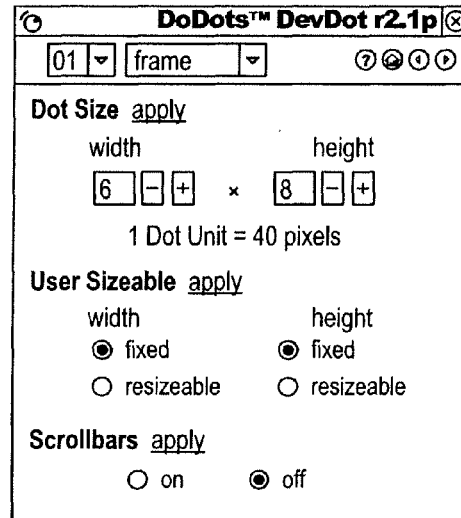 DoDots™ DevDot r2.1p
01 frame ?
Dot Size apply
width height
6 − + × 8 − +
1 Dot Unit = 40 pixels
User Sizeable apply
width height
fixed fixed
resizeable resizeable
Scrollbars apply
on off